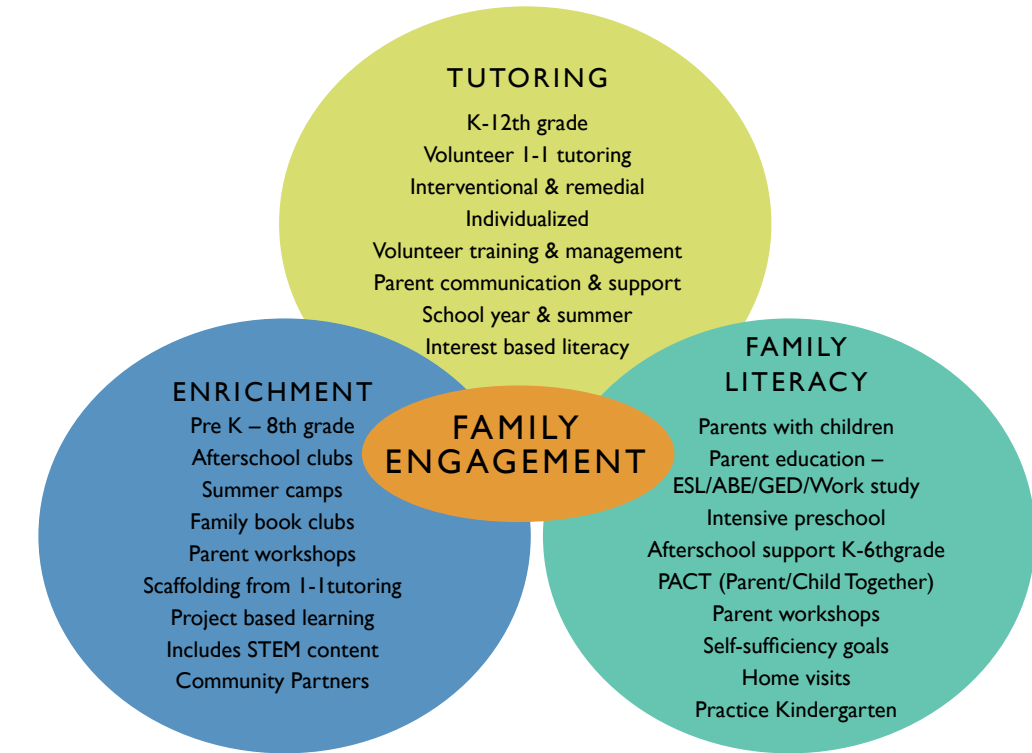 TUTORING
K-12th grade
Volunteer 1-1 tutoring
Interventional & remedial
Individualized
Volunteer training & management
Parent communication & support
School year & summer
Interest based literacy
ENRICHMENT
Pre K – 8th grade
Afterschool clubs
Summer camps
Family book clubs
Parent workshops
Scaffolding from 1-1tutoring
Project based learning
Includes STEM content
Community Partners
FAMILY
ENGAGEMENT
FAMILY
LITERACY
Parents with children
Parent education –
ESL/ABE/GED/Work study
Intensive preschool
Afterschool support K-6thgrade
PACT (Parent/Child Together)
Parent workshops
Self-sufficiency goals
Home visits
Practice Kindergarten